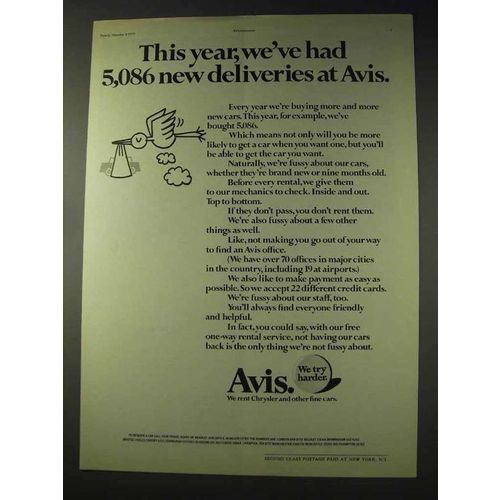 This year, we've had
5,086 new deliveries at Avis.
Every year we're buying more and more
new cars. This year, for example, we've
bought 5,086.
Which means not only will you be more
likely to get a car when you want one, but you'll
be able to get the car you want.
Naturally, we're fussy about our cars,
whether they're brand new or nine months old.
Before every rental, we give them
to our mechanics to check. Inside and out.
Top to bottom.
If they don't pass, you don't rent them.
We're also fussy about a few other
things as well.
Like, not making you go out of your way
to find an Avis office.
(We have over 70 offices in major cities
in the country, including 19 at airports.)
We also like to make payment as easy as
possible. So we accept 22 different credit cards.
We're fussy about our staff, too.
You'll always find everyone friendly
and helpful.
In fact, you could say, with our free
one-way rental service, not having our cars
back is the only thing we're not fussy about.
Avis.
We try
harder.
We rent Chrysler and other fine cars.
SECOND CLASS POSTAGE PAID AT NEW YORK, N.Y.